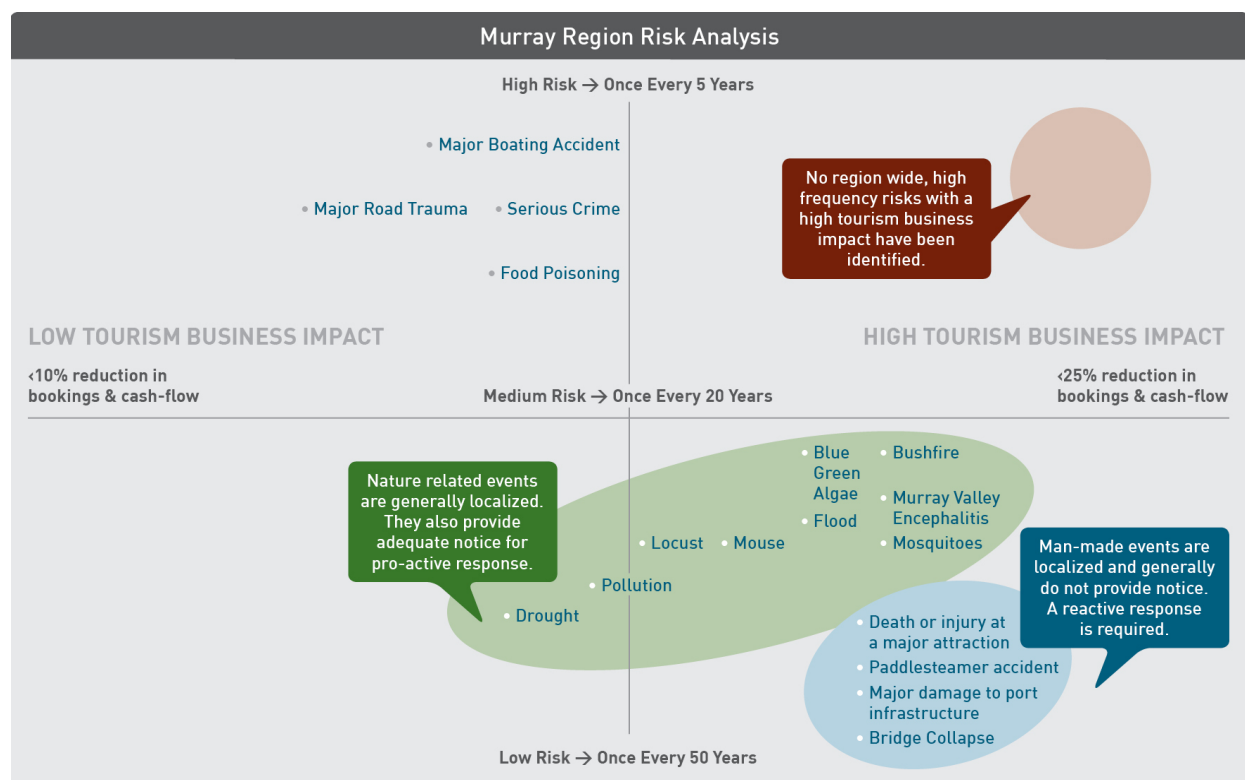 Murray Region Risk Analysis
High Risk → Once Every 5 Years
• Major Boating Accident
• Major Road Trauma
• Serious Crime
• Food Poisoning
No region wide, high
frequency risks with a
high tourism business
impact have been
identified.
LOW TOURISM BUSINESS IMPACT
<10% reduction in
bookings & cash-flow
HIGH TOURISM BUSINESS IMPACT
<25% reduction in
bookings & cash-flow
Medium Risk → Once Every 20 Years
Nature related events
are generally localized.
They also provide
adequate notice for
pro-active response.
• Blue
Green
Algae
• Flood
• Bushfire
• Murray Valley
Encephalitis
• Mosquitoes
• Locust
• Mouse
• Pollution
• Drought
Man-made events are
localized and generally
do not provide notice.
A reactive response
is required.
• Death or injury at
a major attraction
• Paddlesteamer accident
• Major damage to port
infrastructure
• Bridge Collapse
Low Risk → Once Every 50 Years